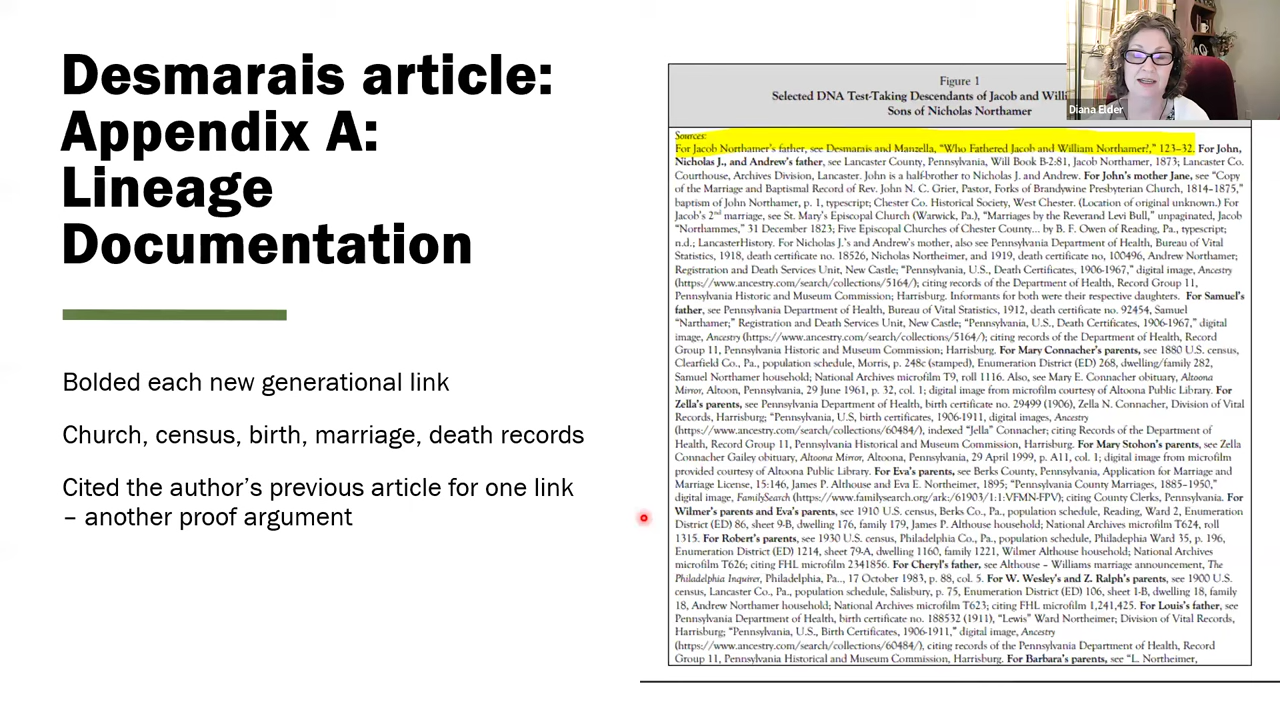 Desmarais article:
Appendix A:
Lineage
Documentation
Bolded each new generational link
Church, census, birth, marriage, death records
Cited the author's previous article for one link
– another proof argument
Figure 1
Selected DNA Test-Taking Descendants of Jacob and Willi
Sons of Nicholas Northamer
Sources:
For Jacob Northamer's father, see Desmarais and Manzella, "Who Fathered Jacob and William Northamer?," 123–32. For John,
Nicholas J., and Andrew's father, see Lancaster County, Pennsylvania, Will Book B-2:81, Jacob Northamer, 1873; Lancaster Co.
Courthouse, Archives Division, Lancaster. John is a half-brother to Nicholas J. and Andrew. For John's mother Jane, see "Copy
of the Marriage and Baptismal Record of Rev. John N. C. Grier, Pastor, Forks of Brandywine Presbyterian Church, 1814–1875,"
baptism of John Northamer, p. 1, typescript; Chester Co. Historical Society, West Chester. (Location of original unknown.) For
Jacob's 2nd marriage, see St. Mary's Episcopal Church (Warwick, Pa.), "Marriages by the Reverend Levi Bull," unpaginated, Jacob
"Northammes," 31 December 1823; Five Episcopal Churches of Chester County... by B. F. Owen of Reading, Pa., typescript;
n.d.; LancasterHistory. For Nicholas J.'s and Andrew's mother, also see Pennsylvania Department of Health, Bureau of Vital
Statistics, 1918, death certificate no. 18526, Nicholas Northeimer, and 1919, death certificate no, 100496, Andrew Northamer;
Registration and Death Services Unit, New Castle; "Pennsylvania, U.S., Death Certificates, 1906-1967," digital image, Ancestry
(https://www.ancestry.com/search/collections/5164/); citing records of the Department of Health, Record Group 11,
Pennsylvania Historic and Museum Commission; Harrisburg. Informants for both were their respective daughters. For Samuel's
father, see Pennsylvania Department of Health, Bureau of Vital Statistics, 1912, death certificate no. 92454, Samuel
"Narthamer;" Registration and Death Services Unit, New Castle; "Pennsylvania, U.S., Death Certificates, 1906-1967," digital
image, Ancestry (https://www.ancestry.com/search/collections/5164/); citing records of the Department of Health, Record
Group 11, Pennsylvania Historic and Museum Commission; Harrisburg. For Mary Connacher's parents, see 1880 U.S. census,
Clearfield Co., Pa., population schedule, Morris, p. 248c (stamped), Enumeration District (ED) 268, dwelling/family 282,
Samuel Northamer household; National Archives microfilm T9, roll 1116. Also, see Mary E. Connacher obituary, Altoona
Mirror, Altoon, Pennsylvania, 29 June 1961, p. 32, col. 1; digital image from microfilm courtesy of Altoona Public Library. For
Zella's parents, see Pennsylvania Department of Health, birth certificate no. 29499 (1906), Zella N. Connacher, Division of Vital
Records, Harrisburg; "Pennsylvania, U.S, birth certificates, 1906-1911, digital images, Ancestry
(https://www.ancestry.com/search/collections/60484/), indexed "Jella" Connacher; citing Records of the Department of
Health, Record Group 11, Pennsylvania Historical and Museum Commission, Harrisburg. For Mary Stohon's parents, see Zella
Connacher Gailey obituary, Altoona Mirror, Altoona, Pennsylvania, 29 April 1999, p. A11, col. 1; digital image from microfilm
provided courtesy of Altoona Public Library. For Eva's parents, see Berks County, Pennsylvania, Application for Marriage and
Marriage License, 15:146, James P. Althouse and Eva E. Northeimer, 1895; "Pennsylvania County Marriages, 1885–1950,"
digital image, FamilySearch (https://www.familysearch.org/ark:/61903/1:1:VFMN-FPV); citing County Clerks, Pennsylvania. For
Wilmer's parents and Eva's parents, see 1910 U.S. census, Berks Co., Pa., population schedule, Reading, Ward 2, Enumeration
District (ED) 86, sheet 9-B, dwelling 176, family 179, James P. Althouse household; National Archives microfilm T624, roll
1315. For Robert's parents, see 1930 U.S. census, Philadelphia Co., Pa., population schedule, Philadephia Ward 35, p. 196,
Enumeration District (ED) 1214, sheet 79-A, dwelling 1160, family 1221, Wilmer Althouse household; National Archives
microfilm T626; citing FHL microfilm 2341856. For Cheryl's father, see Althouse – Williams marriage announcement, The
Philadelphia Inquirer, Philadelphia, Pa.., 17 October 1983, p. 88, col. 5. For W. Wesley's and Z. Ralph's parents, see 1900 U.S.
census, Lancaster Co., Pa., population schedule, Salisbury, p. 75, Enumeration District (ED) 106, sheet 1-B, dwelling 18, family
18, Andrew Northamer household; National Archives microfilm T623; citing FHL microfilm 1,241,425. For Louis's father, see
Pennsylvania Department of Health, birth certificate no. 188532 (1911), "Lewis" Ward Northeimer; Division of Vital Records,
Harrisburg; "Pennsylvania, U.S., Birth Certificates, 1906-1911," digital image, Ancestry
(https://www.ancestry.com/search/collections/60484/), citing records of the Pennsylvania Department of Health, Record
Group 11, Pennsylvania Historical and Museum Commission, Harrisburg. For Barbara's parents, see "L. Northeimer,
Diana Elder